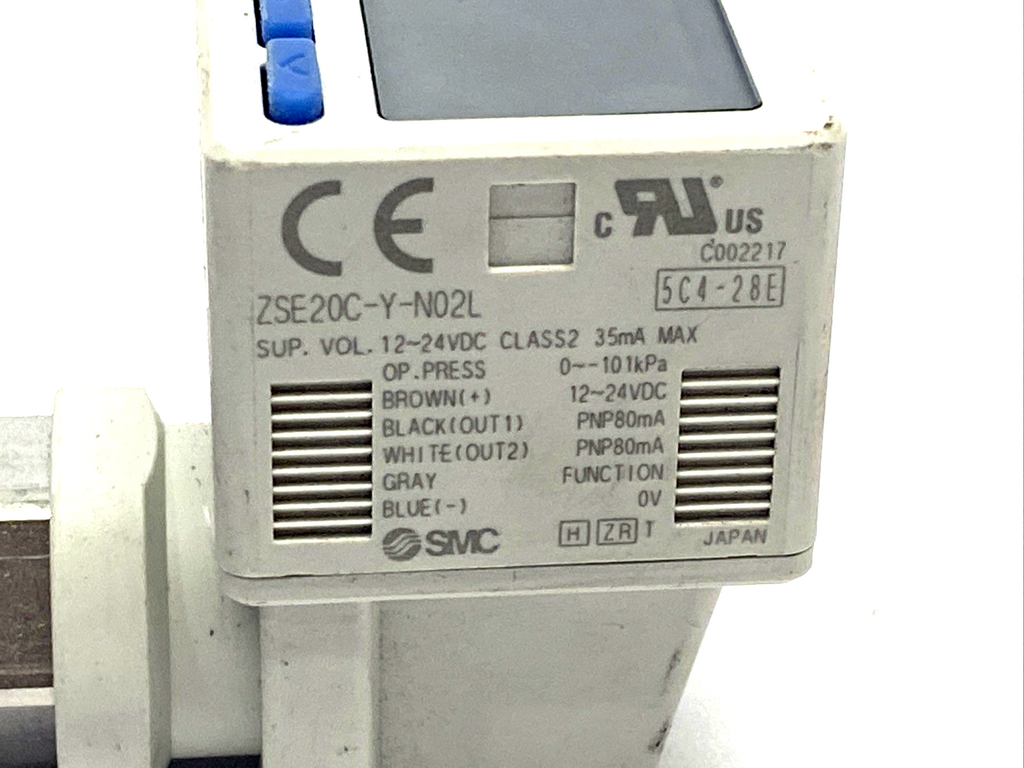 CE
c RU® US
C002217
5C4-28E
ZSE20C-Y-N02L
SUP. VOL. 12~24VDC CLASS2 35mA MAX
OP.PRESS 0~-101kPa
BROWN(+) 12~24VDC
BLACK(OUT1) PNP80mA
WHITE(OUT2) PNP80mA
GRAY FUNCTION
BLUE(-) 0V
SMC H ZR T JAPAN